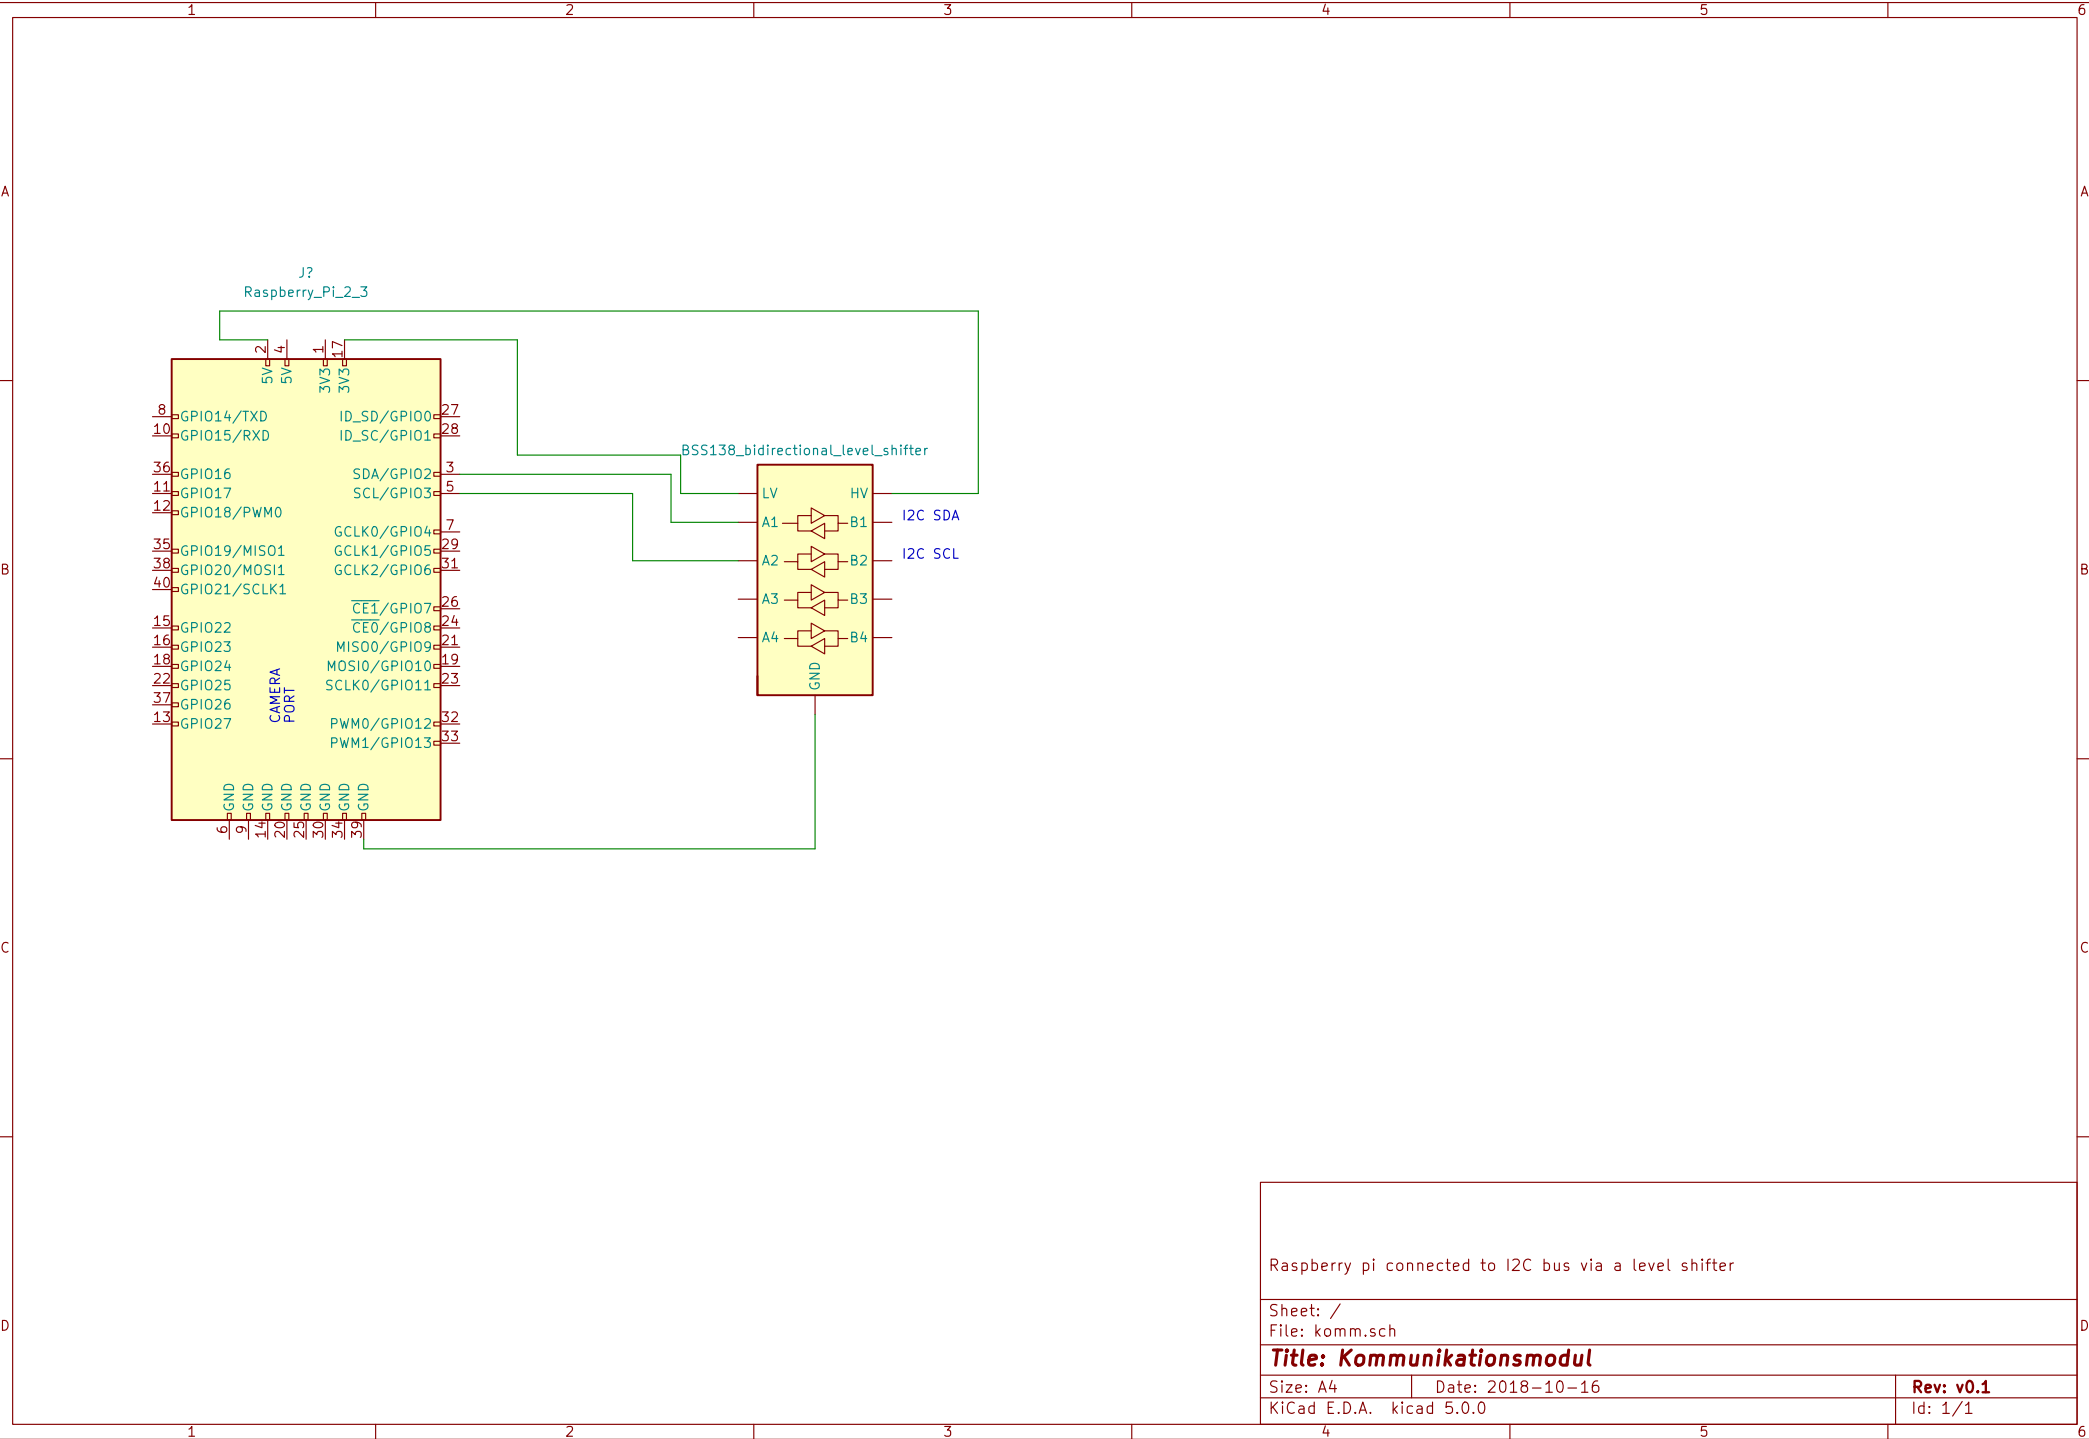 1 2 3 4 5 6
A A
B B
C C
D D
J?
Raspberry_Pi_2_3
2 4 1 17
5V 5V 3V3 3V3
8 GPIO14/TXD ID_SD/GPIO0 27
10 GPIO15/RXD ID_SC/GPIO1 28
36 GPIO16 SDA/GPIO2 3
11 GPIO17 SCL/GPIO3 5
12 GPIO18/PWM0
GCLK0/GPIO4 7
35 GPIO19/MISO1 GCLK1/GPIO5 29
38 GPIO20/MOSI1 GCLK2/GPIO6 31
40 GPIO21/SCLK1
CE1/GPIO7 26
15 GPIO22 CE0/GPIO8 24
16 GPIO23 MISO0/GPIO9 21
18 GPIO24 MOSI0/GPIO10 19
22 GPIO25 SCLK0/GPIO11 23
37 GPIO26
13 GPIO27 PWM0/GPIO12 32
PWM1/GPIO13 33
CAMERA
PORT
GND GND GND GND GND GND GND GND
6 9 14 20 25 30 34 39
BSS138_bidirectional_level_shifter
LV HV
A1 B1 I2C SDA
A2 B2 I2C SCL
A3 B3
A4 B4
GND
Raspberry pi connected to I2C bus via a level shifter
Sheet: /
File: komm.sch
Title: Kommunikationsmodul
Size: A4 Date: 2018-10-16 Rev: v0.1
KiCad E.D.A. kicad 5.0.0 Id: 1/1
1 2 3 4 5 6